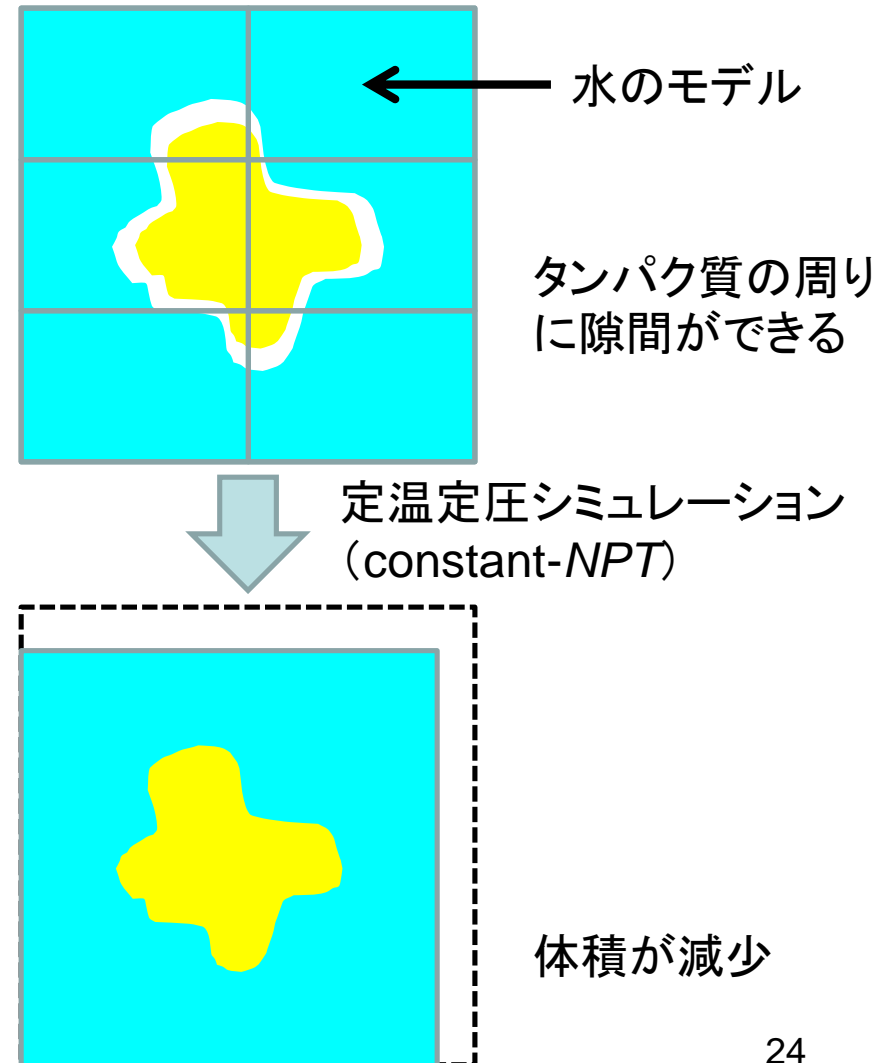 水のモデル
タンパク質の周り
に隙間ができる
定温定圧シミュレーション
（constant-NPT）
体積が減少
24